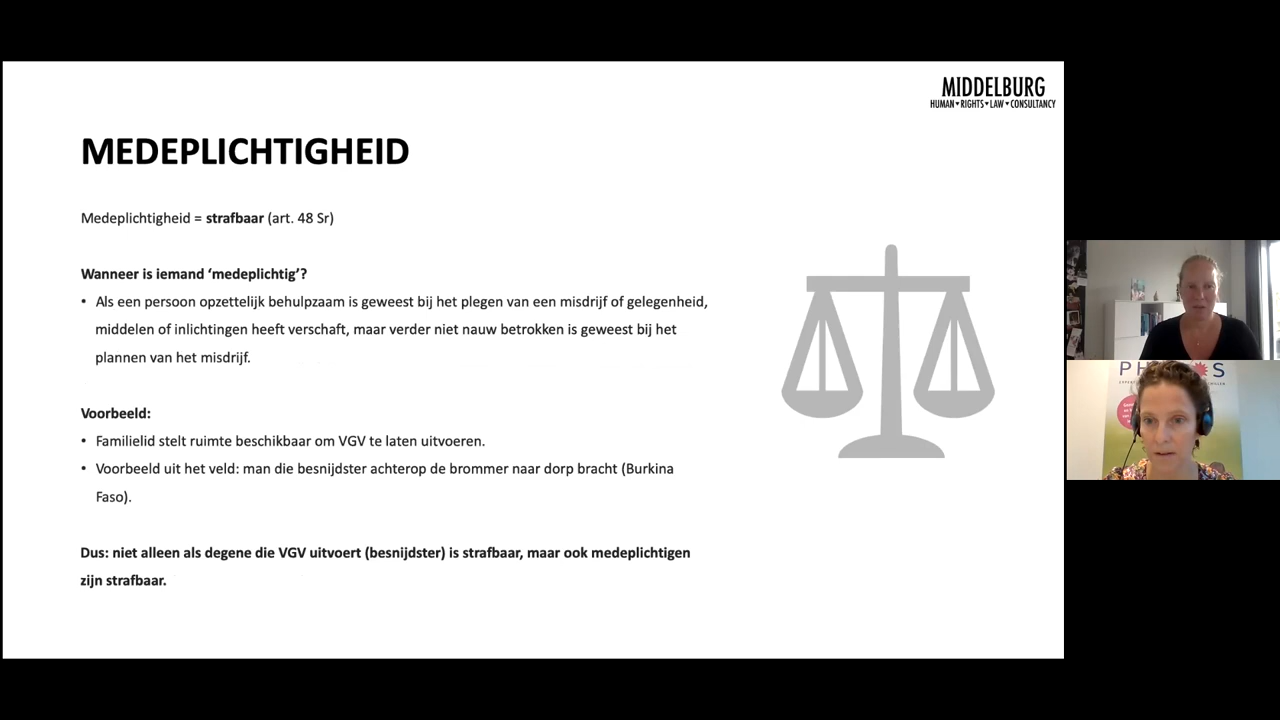 MIDDELBURG
HUMAN♥RIGHTS♥LAW♥CONSULTANCY
MEDEPLICHTIGHEID
Medeplichtigheid = strafbaar (art. 48 Sr)
Wanneer is iemand ‘medeplichtig’?
• Als een persoon opzettelijk behulpzaam is geweest bij het plegen van een misdrijf of gelegenheid,
middelen of inlichtingen heeft verschaft, maar verder niet nauw betrokken is geweest bij het
plannen van het misdrijf.
Voorbeeld:
• Familielid stelt ruimte beschikbaar om VGV te laten uitvoeren.
• Voorbeeld uit het veld: man die besnijdster achterop de brommer naar dorp bracht (Burkina
Faso).
Dus: niet alleen als degene die VGV uitvoert (besnijdster) is strafbaar, maar ook medeplichtigen
zijn strafbaar.